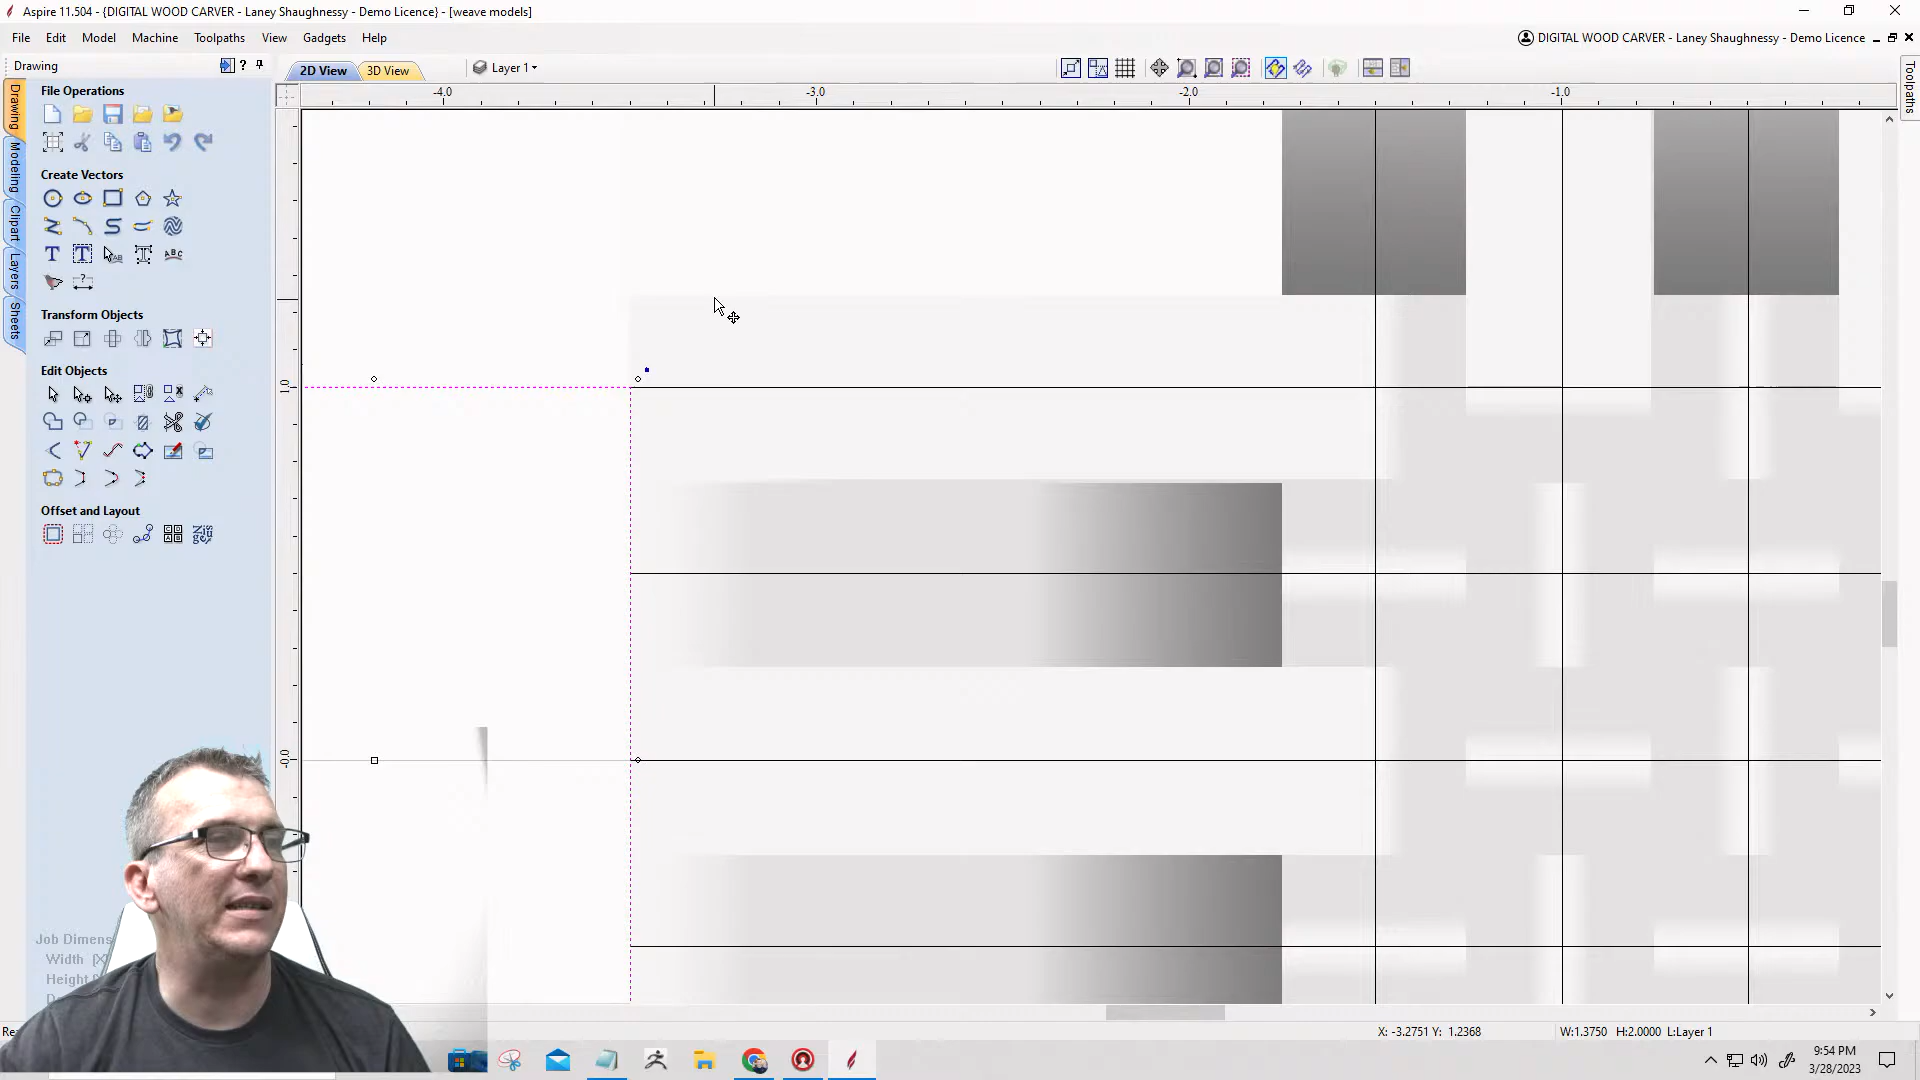 Aspire 11.504 - {DIGITAL WOOD CARVER - Laney Shaughnessy - Demo Licence} - [weave models]
File Edit Model Machine Toolpaths View Gadgets Help
DIGITAL WOOD CARVER - Laney Shaughnessy - Demo Licence
Drawing
2D View 3D View Layer 1
File Operations
-4.0 -3.0 -2.0 -1.0
Create Vectors
Transform Objects
Edit Objects
Offset and Layout
Drawing
Modeling
Clipart
Layers
Sheets
Toolpaths
1.0
-0.0
Job Dimens
Width [X]
Height
X: -3.2751 Y: 1.2368
W:1.3750 H:2.0000 L:Layer 1
9:54 PM
3/28/2023